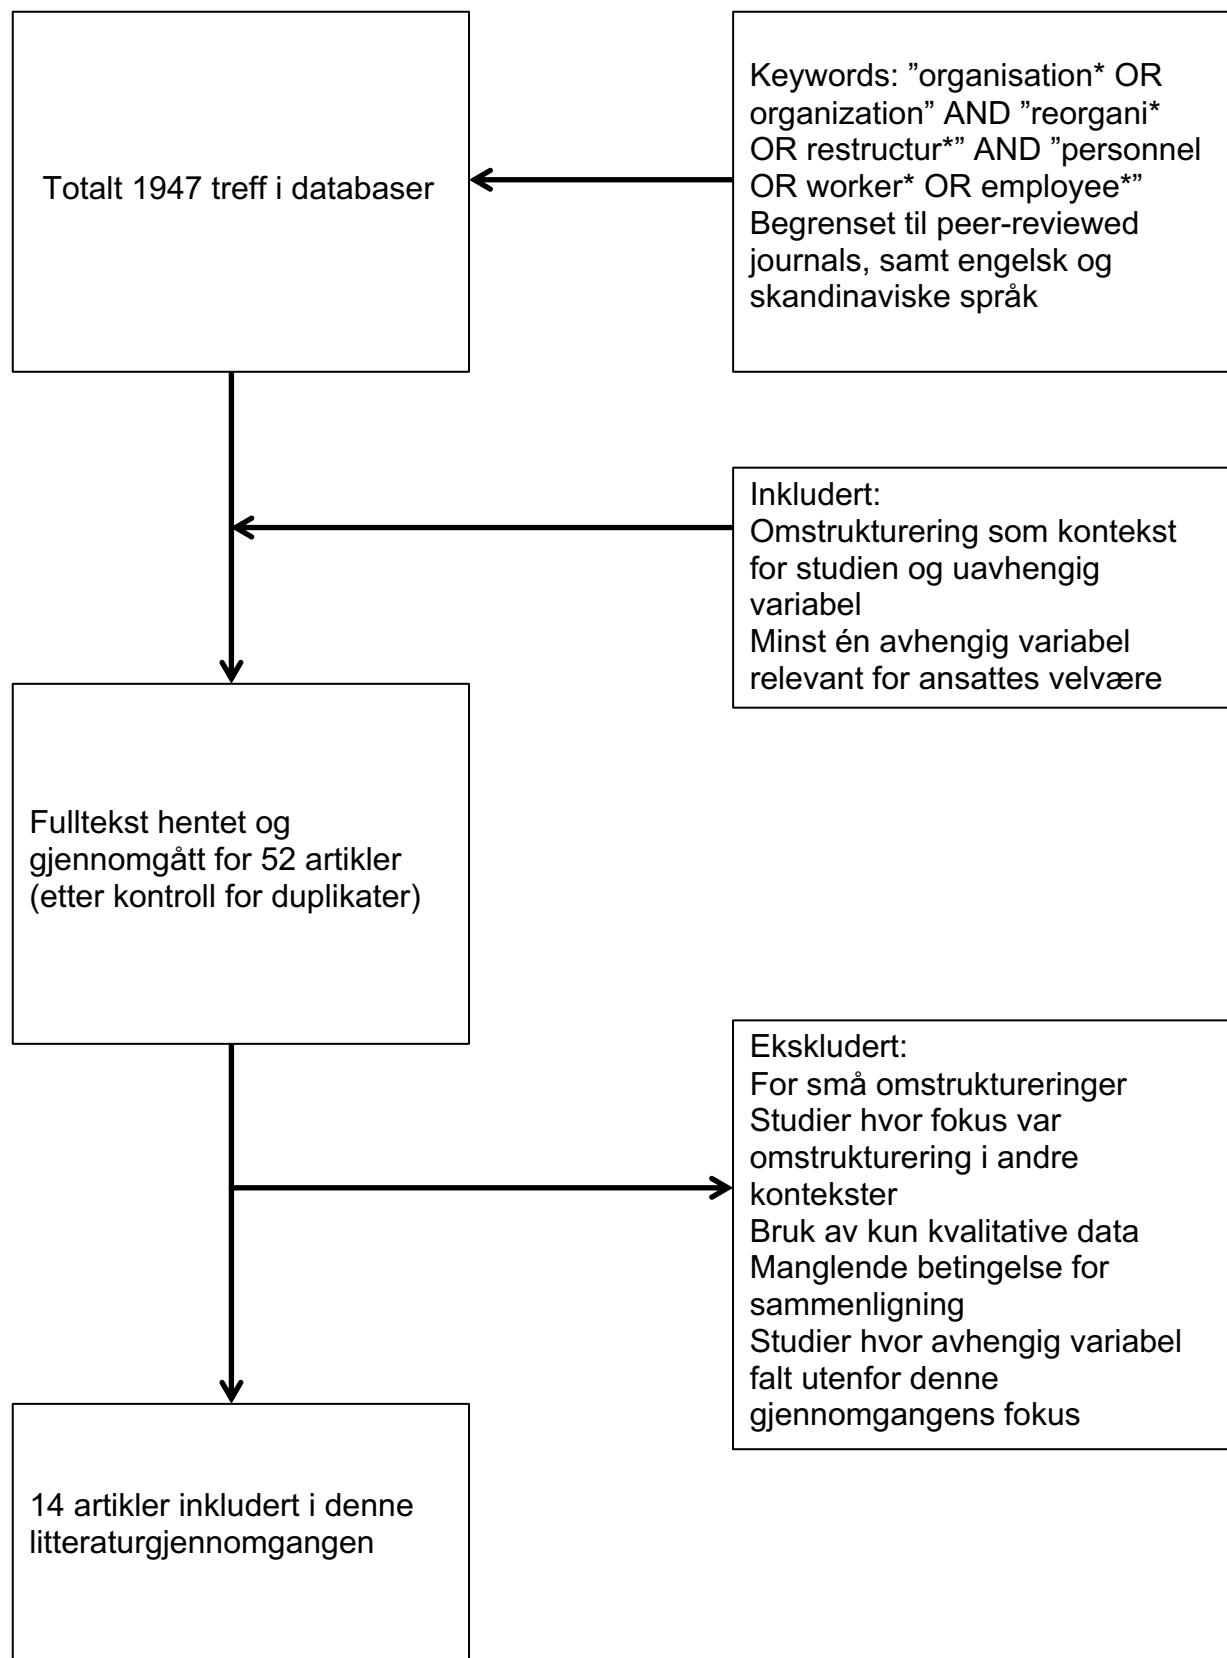 Totalt 1947 treff i databaser
Keywords: ”organisation* OR
organization” AND ”reorgani*
OR restructur*” AND ”personnel
OR worker* OR employee*”
Begrenset til peer-reviewed
journals, samt engelsk og
skandinaviske språk
Inkludert:
Omstrukturering som kontekst
for studien og uavhengig
variabel
Minst én avhengig variabel
relevant for ansattes velvære
Fulltekst hentet og
gjennomgått for 52 artikler
(etter kontroll for duplikater)
Ekskludert:
For små omstruktureringer
Studier hvor fokus var
omstrukturering i andre
kontekster
Bruk av kun kvalitative data
Manglende betingelse for
sammenligning
Studier hvor avhengig variabel
falt utenfor denne
gjennomgangens fokus
14 artikler inkludert i denne
litteraturgjennomgangen